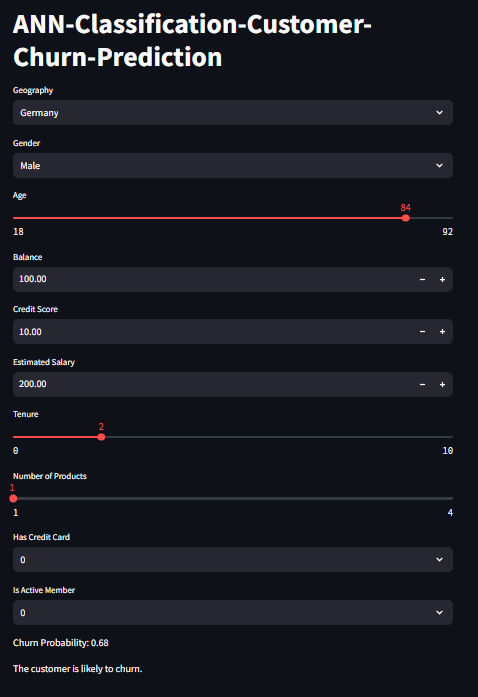 ANN-Classification-Customer-
Churn-Prediction
Geography
Germany
Gender
Male
Age
84
18 92
Balance
100.00
Credit Score
10.00
Estimated Salary
200.00
Tenure
2
0 10
Number of Products
1
1 4
Has Credit Card
0
Is Active Member
0
Churn Probability: 0.68
The customer is likely to churn.